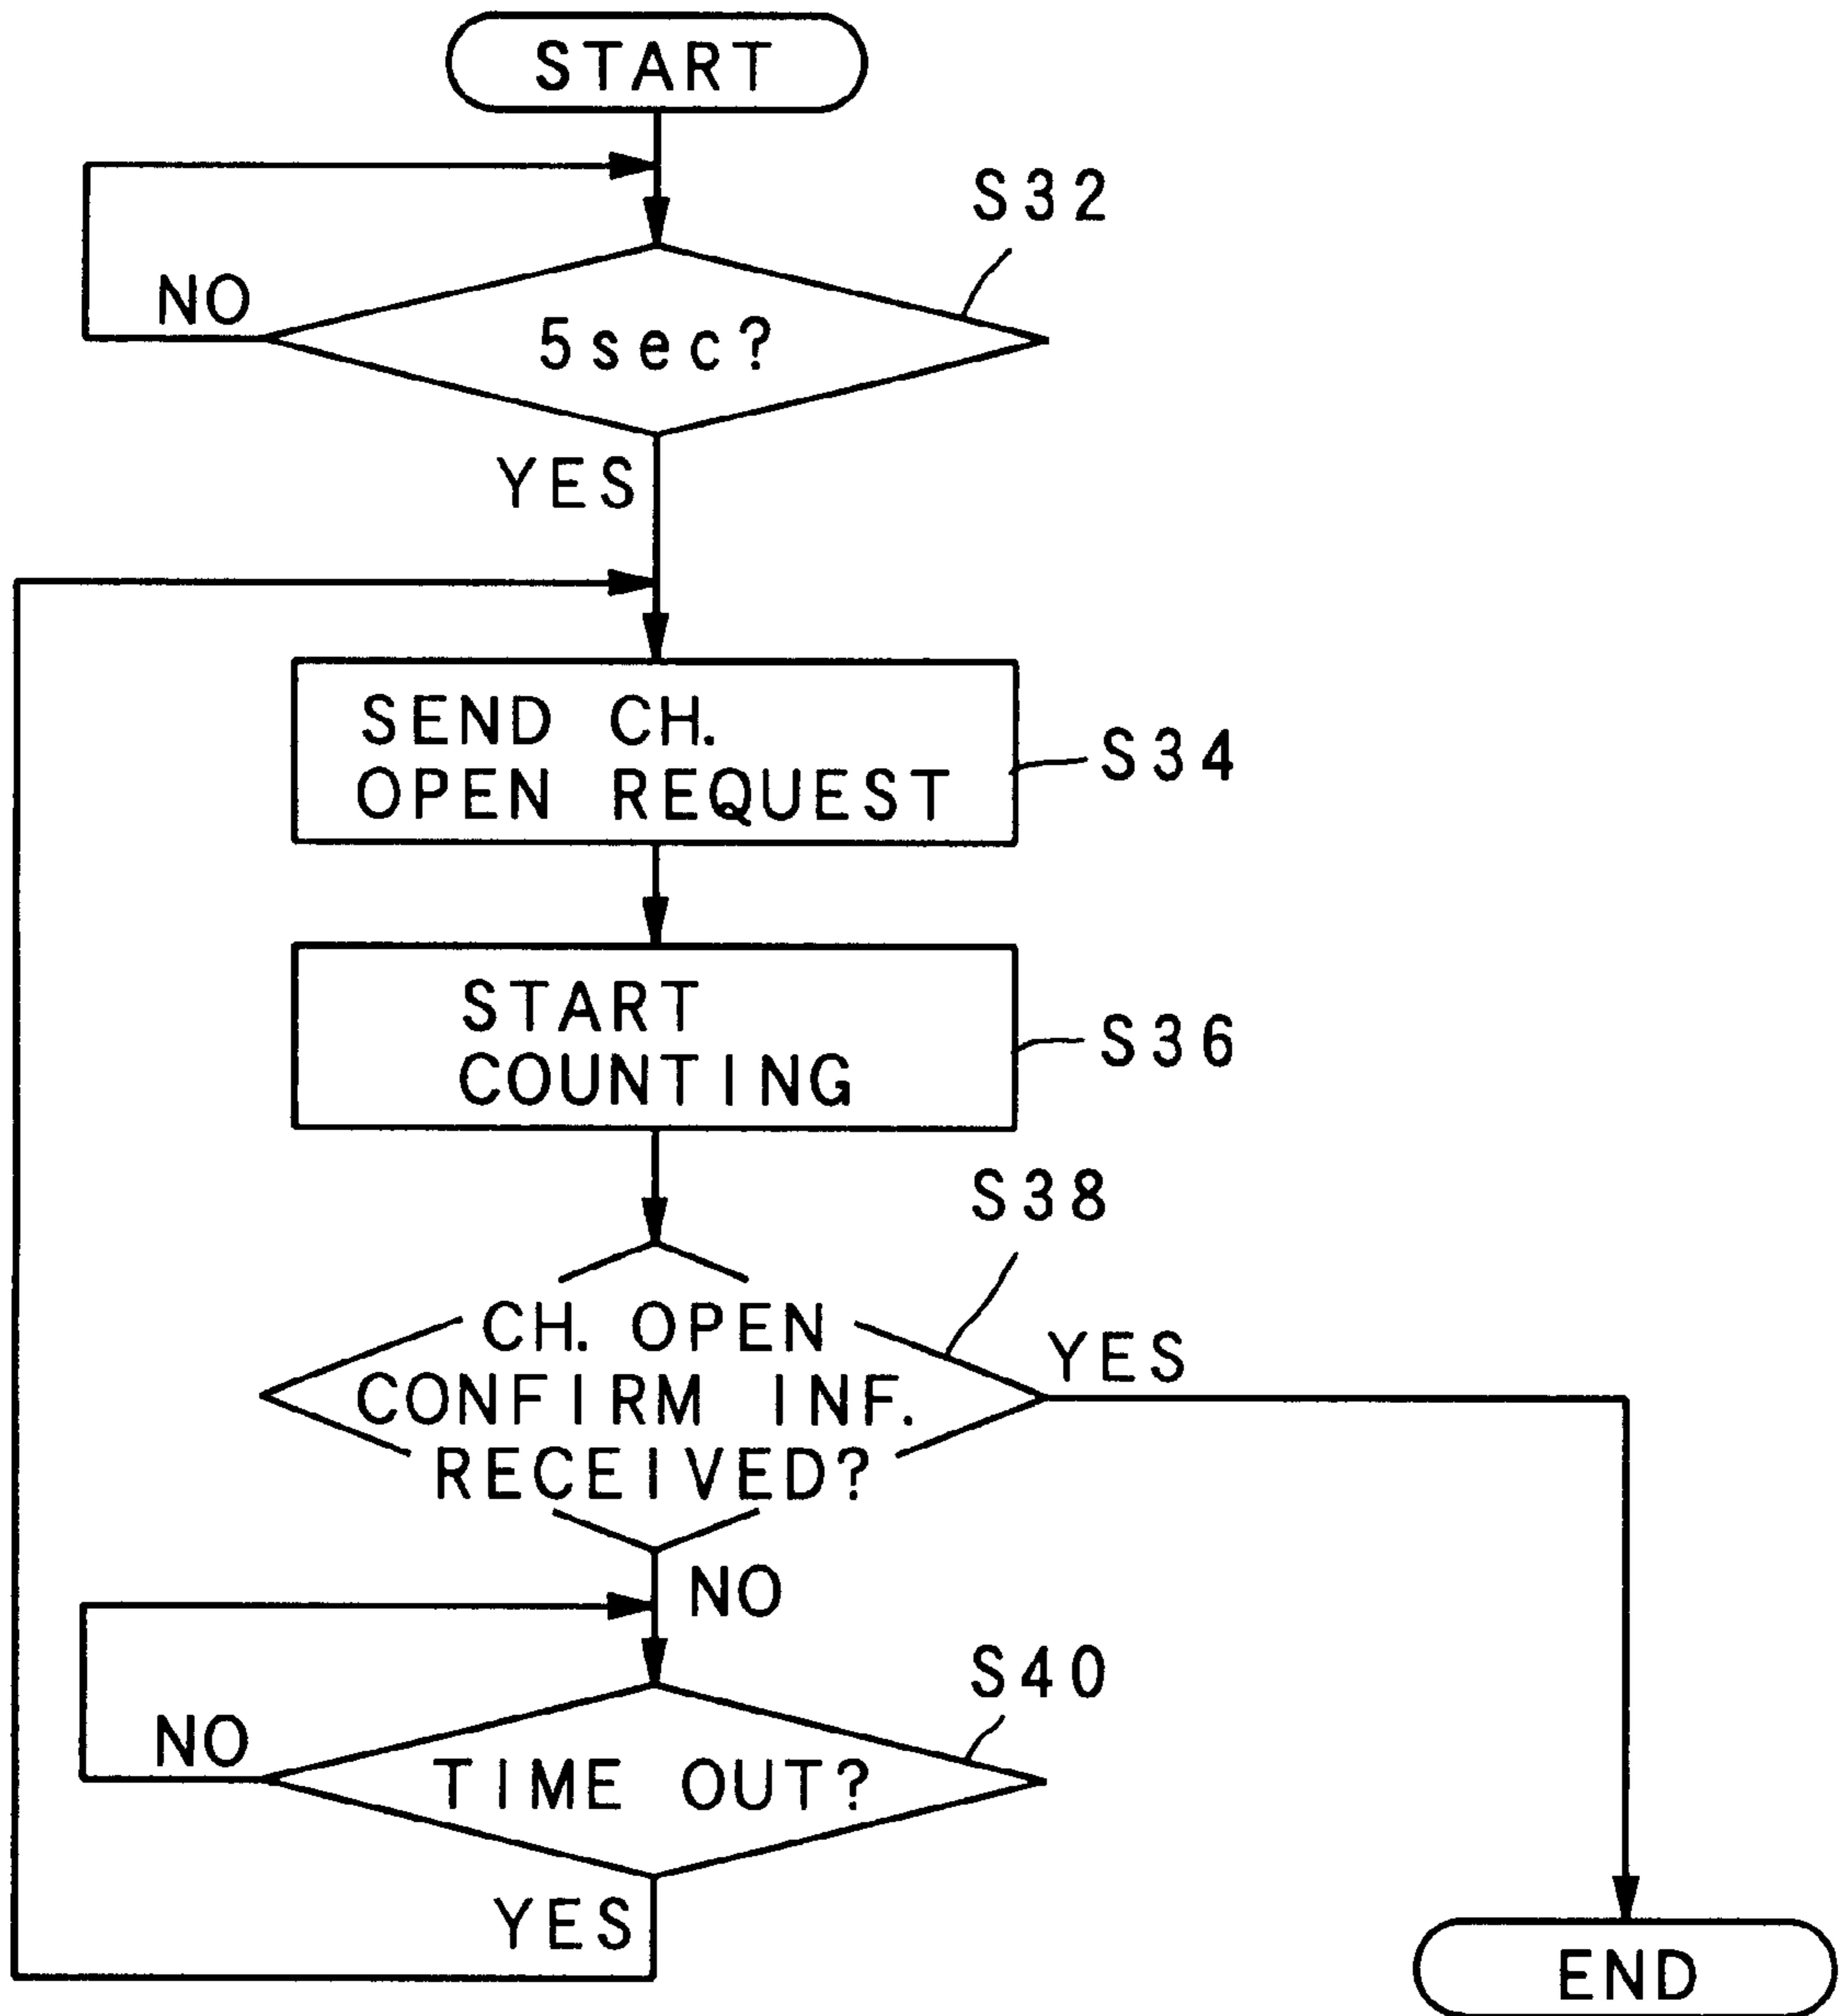 START
S32
NO
5sec?
YES
SEND CH.
OPEN REQUEST
S34
START
COUNTING
S36
S38
CH. OPEN
CONFIRM INF.
RECEIVED?
YES
NO
S40
NO
TIME OUT?
YES
END